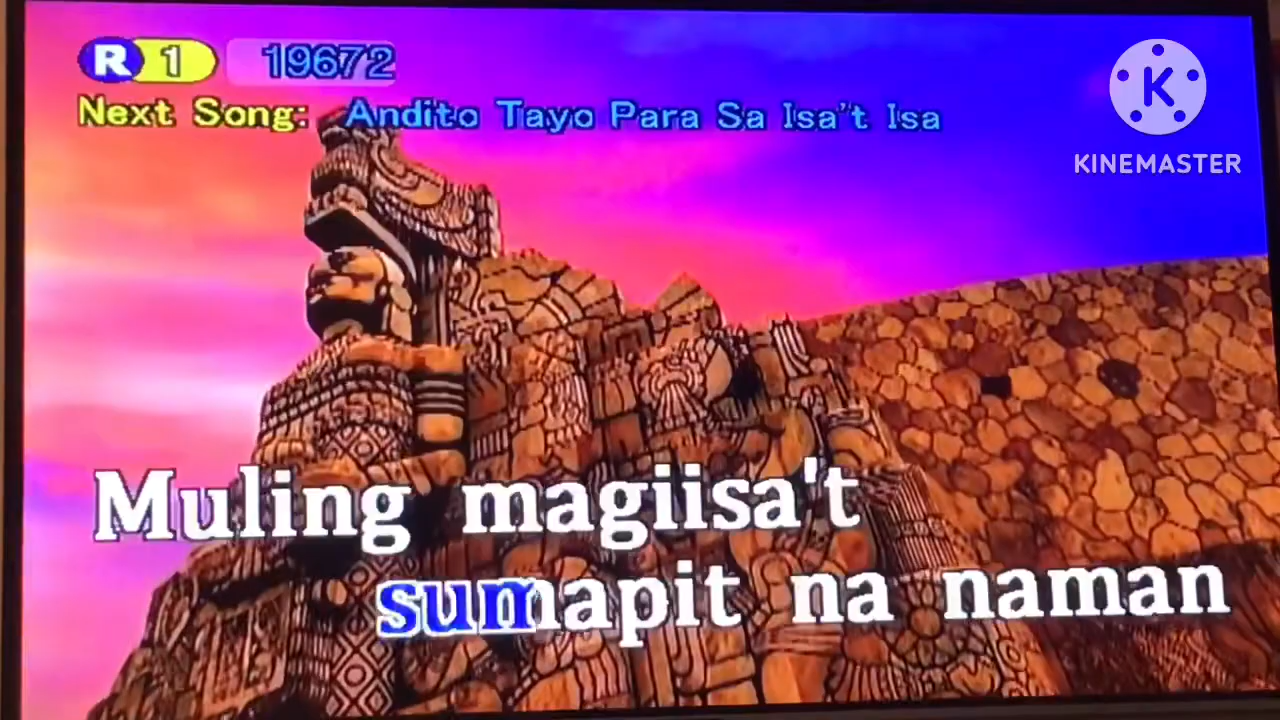 R 1 19672
Next Song: Andito Tayo Para Sa Isa't Isa
K
KINEMASTER
Muling magiisa't
sumapit na naman